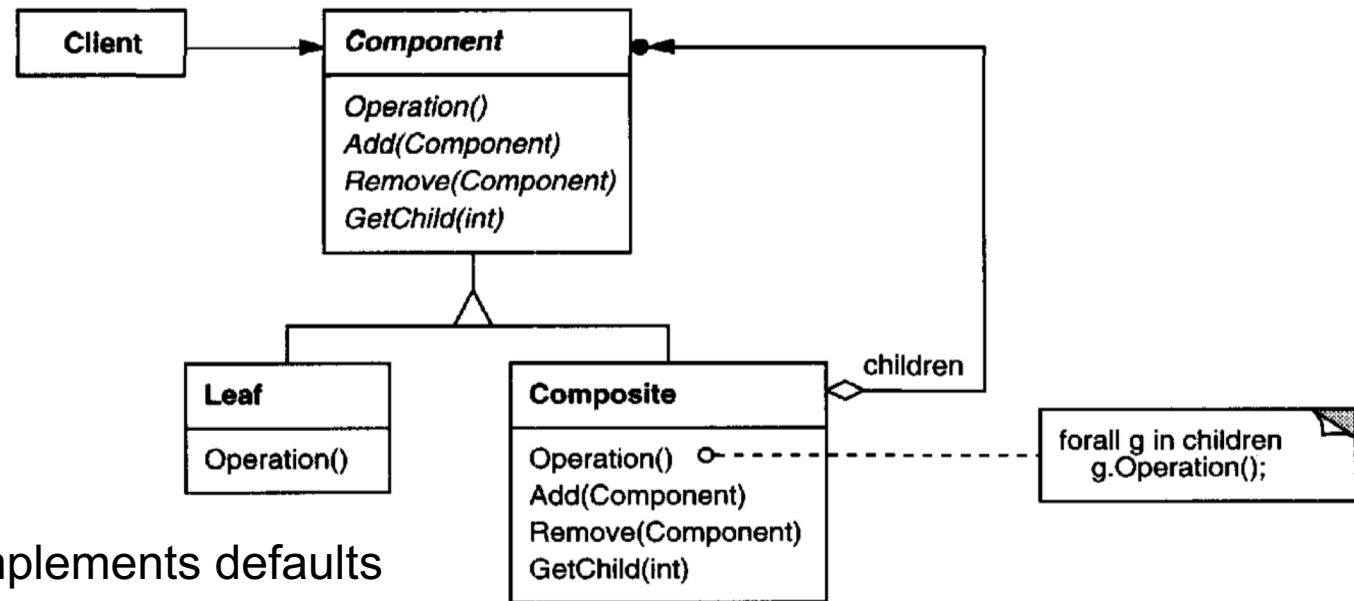 Client
Component
Operation()
Add(Component)
Remove(Component)
GetChild(int)
Leaf
Operation()
Composite
Operation()
Add(Component)
Remove(Component)
GetChild(int)
children
forall g in children
g.Operation();
nplements defaults